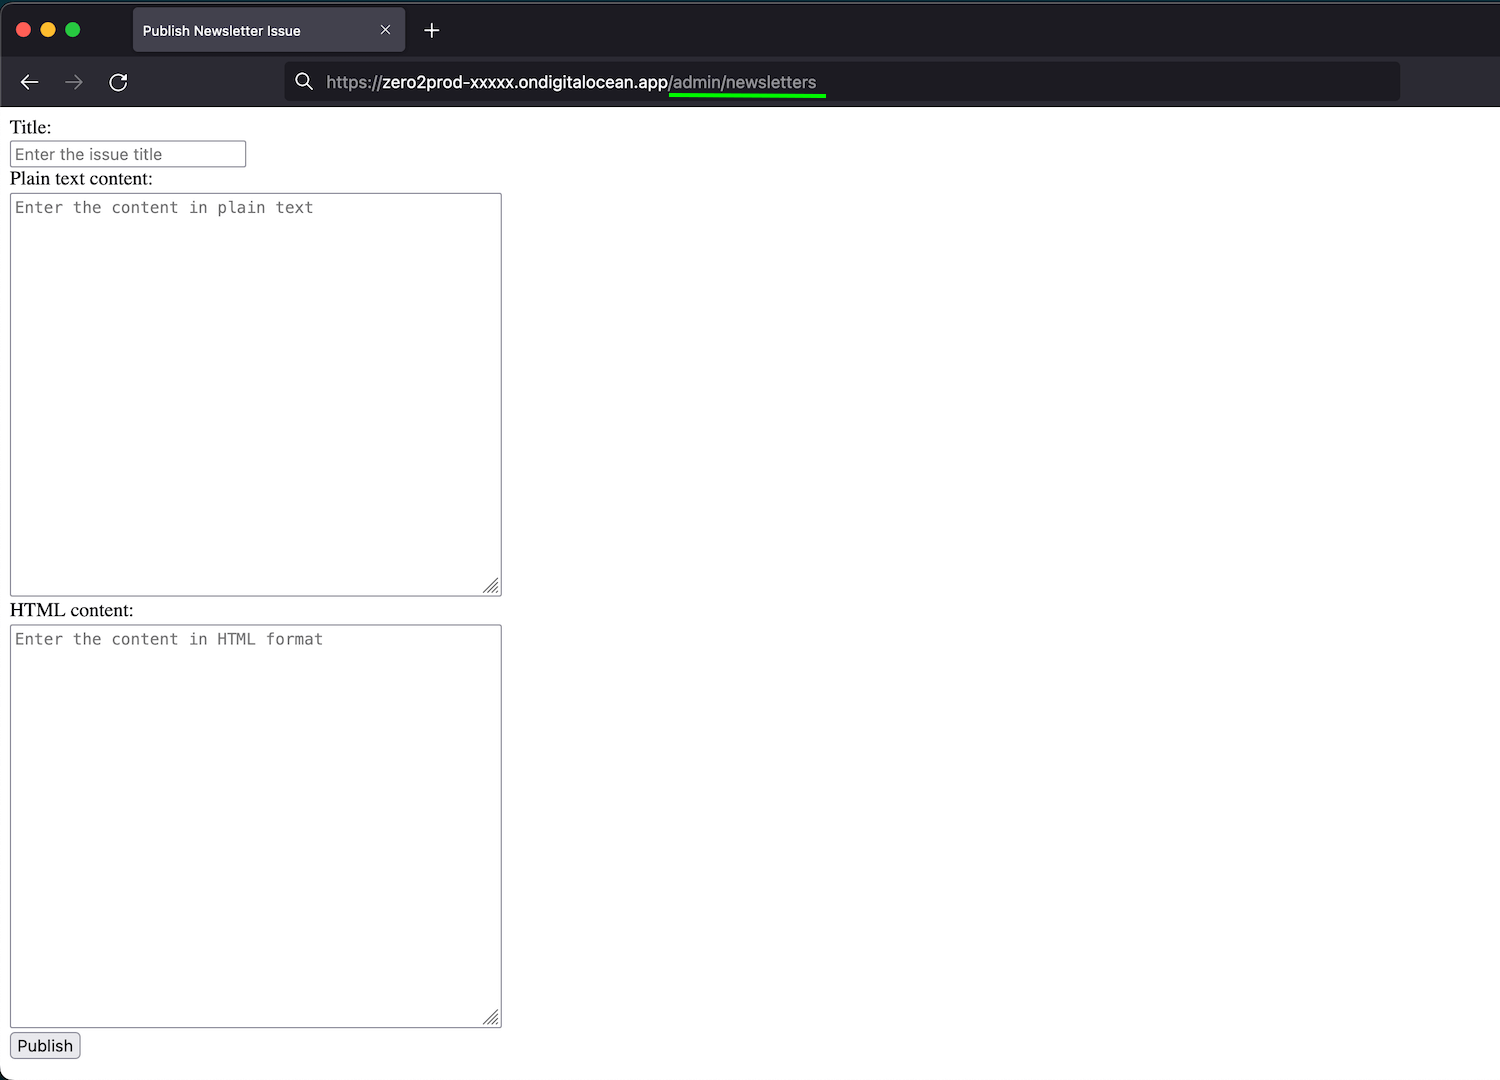 Publish Newsletter Issue
https://zero2prod-xxxxx.ondigitalocean.app/admin/newsletters
Title:
Enter the issue title
Plain text content:
Enter the content in plain text
HTML content:
Enter the content in HTML format
Publish